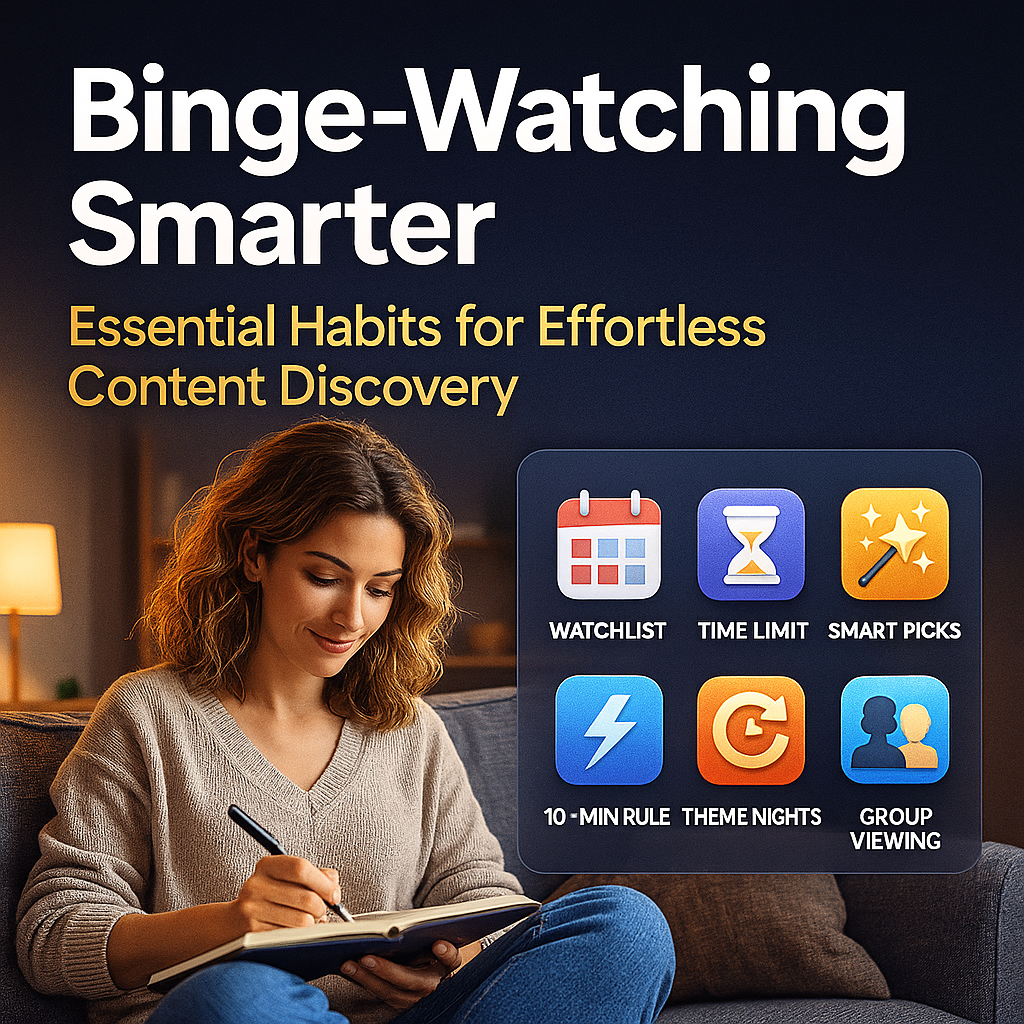 Binge-Watching
Smarter
Essential Habits for Effortless
Content Discovery
WATCHLIST
TIME LIMIT
SMART PICKS
10-MIN RULE
THEME NIGHTS
GROUP
VIEWING